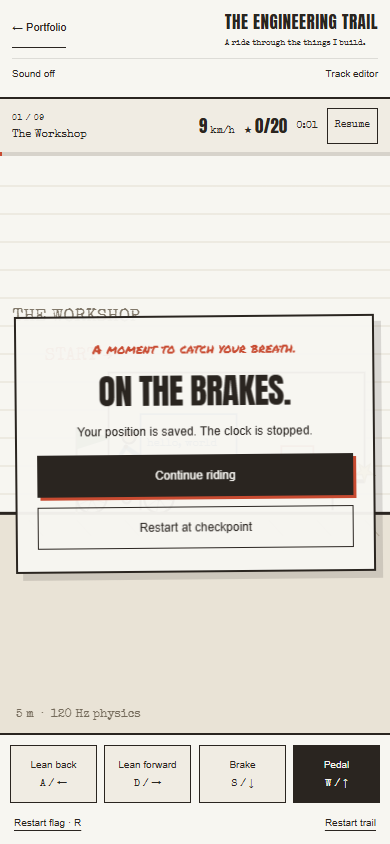 ← Portfolio
THE ENGINEERING TRAIL
A ride through the things I build.
Sound off
Track editor
01 / 09
The Workshop
9 km/h
★ 0/20
0:01
Resume
THE WORKSHOP
START
A MOMENT TO CATCH YOUR BREATH.
ON THE BRAKES.
Your position is saved. The clock is stopped.
Continue riding
Restart at checkpoint
5 m · 120 Hz physics
Lean back
A / ←
Lean forward
D / →
Brake
S / ↓
Pedal
W / ↑
Restart flag · R
Restart trail